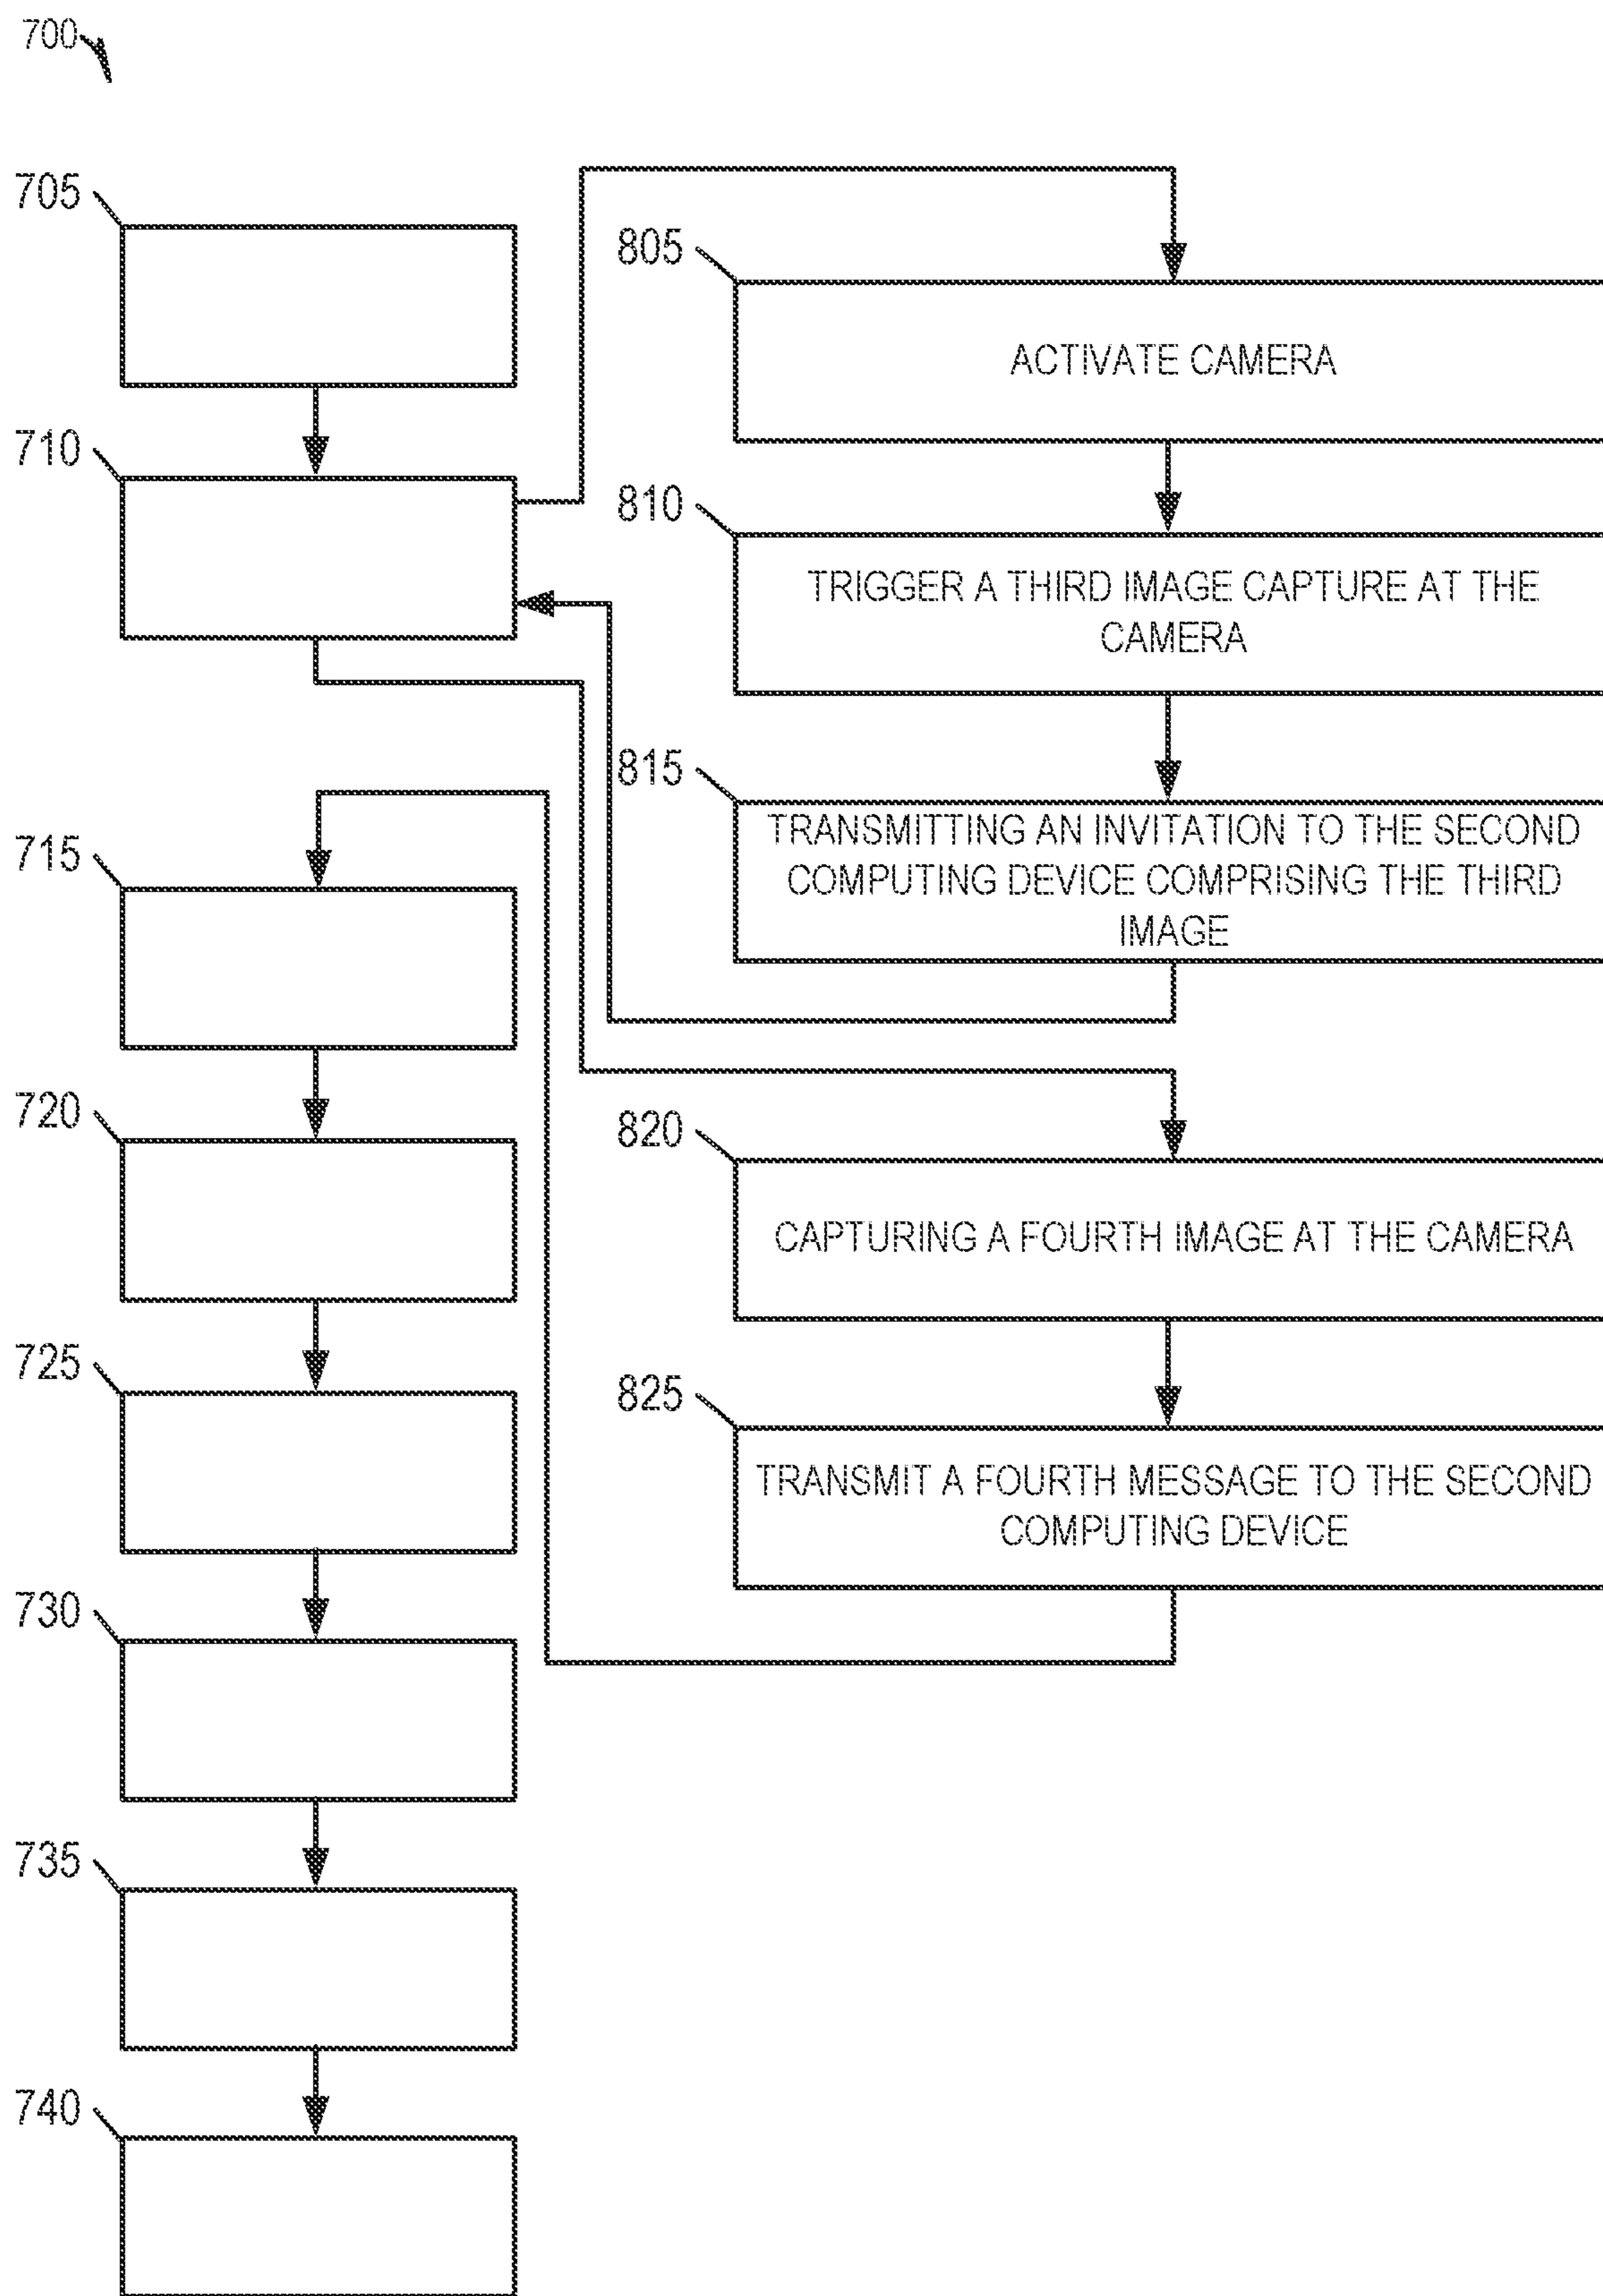 700
705
710
715
720
725
730
735
740
805
ACTIVATE CAMERA
810
TRIGGER A THIRD IMAGE CAPTURE AT THE
CAMERA
815
TRANSMITTING AN INVITATION TO THE SECOND
COMPUTING DEVICE COMPRISING THE THIRD
IMAGE
820
CAPTURING A FOURTH IMAGE AT THE CAMERA
825
TRANSMIT A FOURTH MESSAGE TO THE SECOND
COMPUTING DEVICE